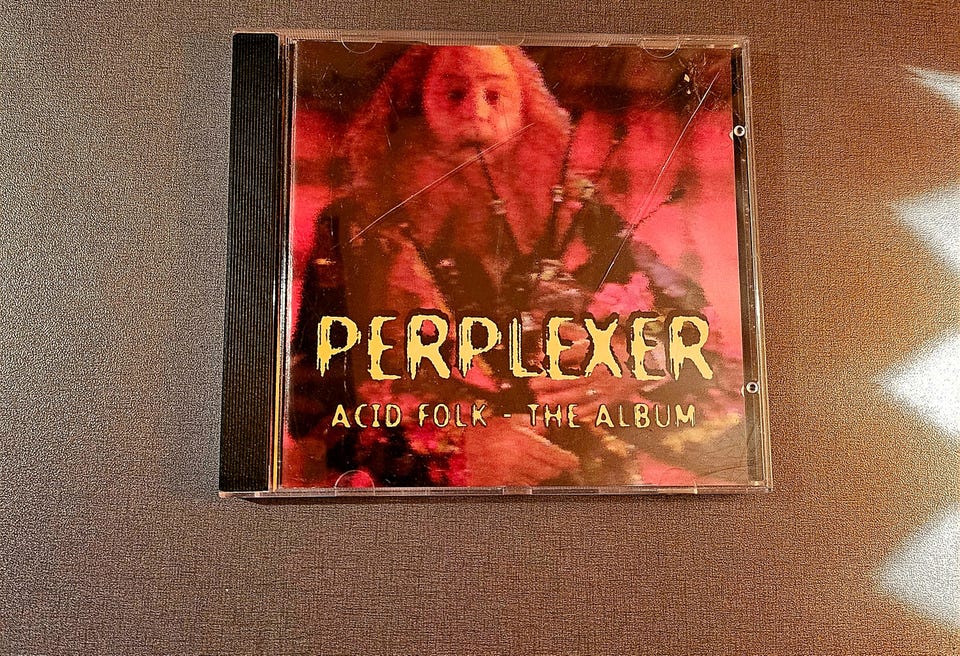 PERPLEXER
ACID FOLK - THE ALBUM